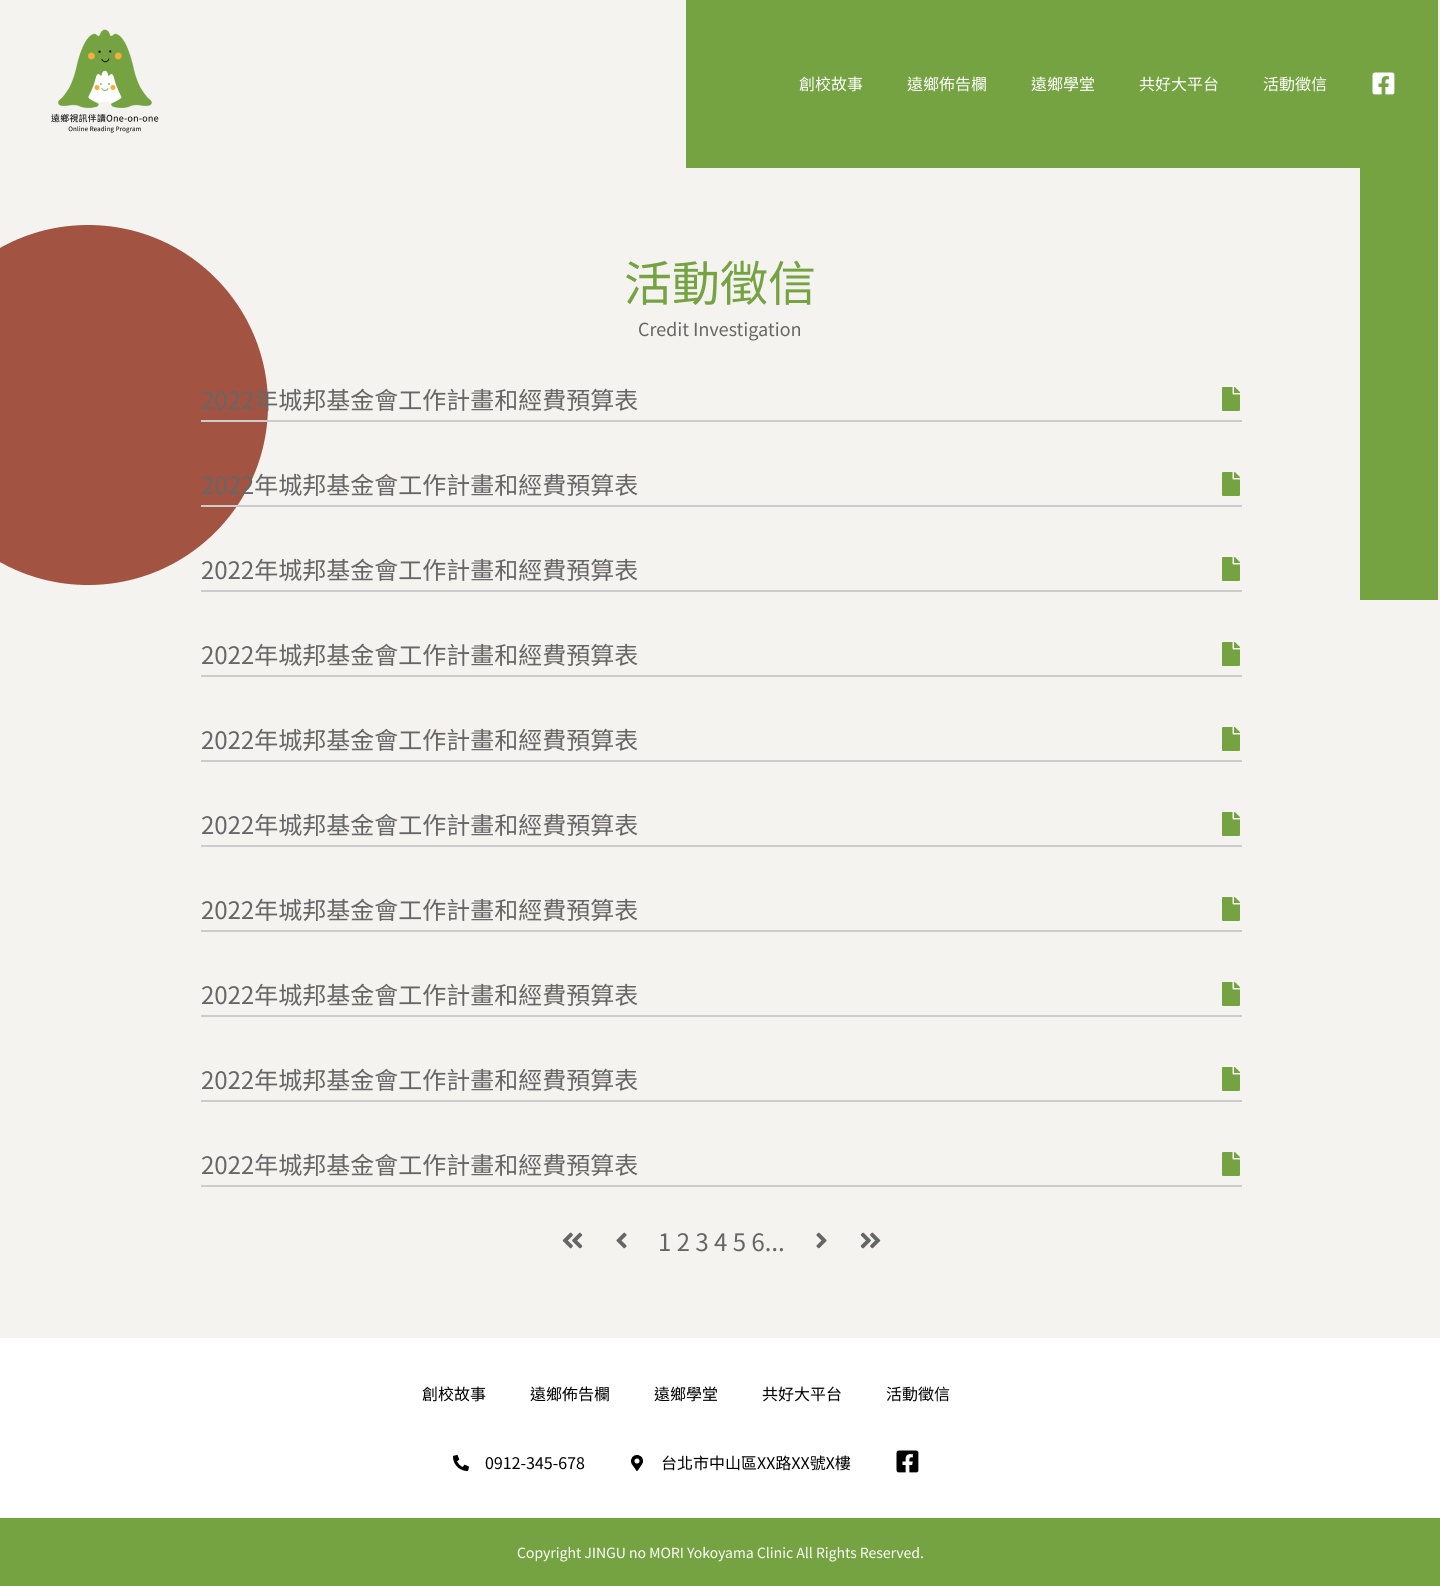 遠鄉視訊伴讀One-on-one
Online Reading Program
創校故事 遠鄉佈告欄 遠鄉學堂 共好大平台 活動徵信
活動徵信
Credit Investigation
2022年城邦基金會工作計畫和經費預算表
2022年城邦基金會工作計畫和經費預算表
2022年城邦基金會工作計畫和經費預算表
2022年城邦基金會工作計畫和經費預算表
2022年城邦基金會工作計畫和經費預算表
2022年城邦基金會工作計畫和經費預算表
2022年城邦基金會工作計畫和經費預算表
2022年城邦基金會工作計畫和經費預算表
2022年城邦基金會工作計畫和經費預算表
2022年城邦基金會工作計畫和經費預算表
1 2 3 4 5 6...
創校故事 遠鄉佈告欄 遠鄉學堂 共好大平台 活動徵信
0912-345-678 台北市中山區XX路XX號X樓
Copyright JINGU no MORI Yokoyama Clinic All Rights Reserved.